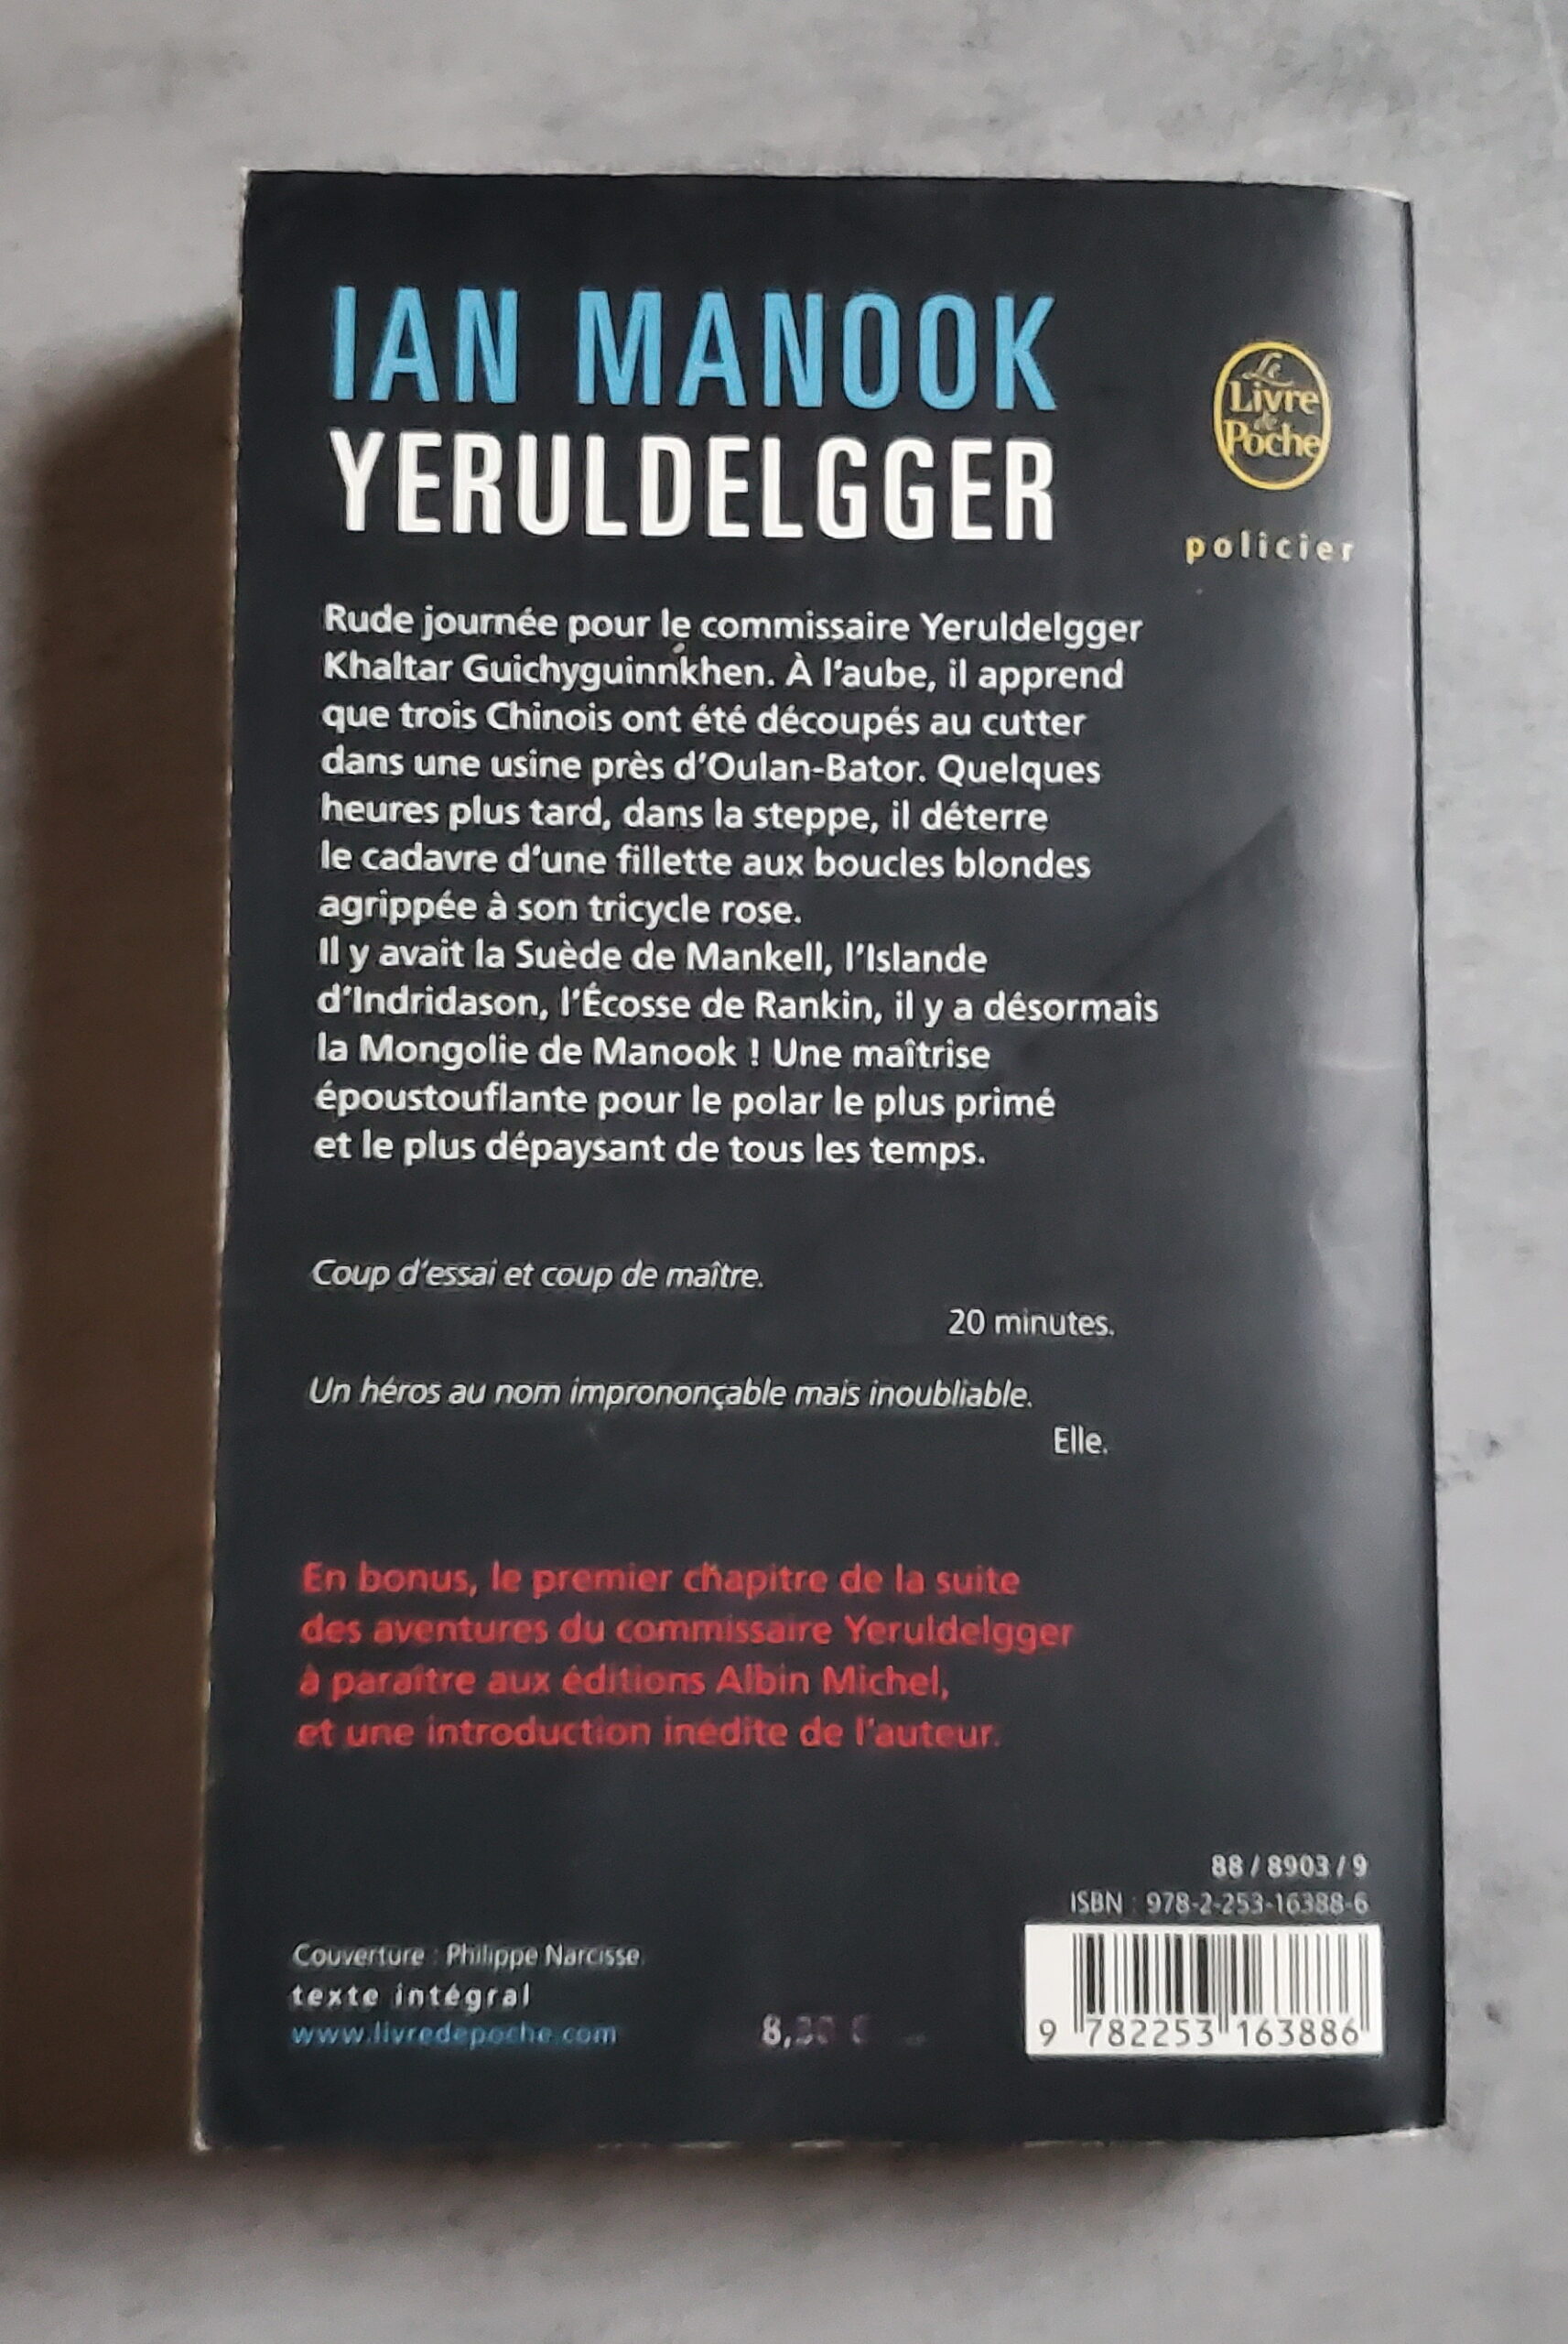 IAN MANOOK
YERULDELGGER
Le
Livre
de
Poche
policier
Rude journée pour le commissaire Yeruldelgger
Khaltar Guichyguinnkhen. À l'aube, il apprend
que trois Chinois ont été découpés au cutter
dans une usine près d'Oulan-Bator. Quelques
heures plus tard, dans la steppe, il déterre
le cadavre d'une fillette aux boucles blondes
agrippée à son tricycle rose.
Il y avait la Suède de Mankell, l'Islande
d'Indridason, l'Écosse de Rankin, il y a désormais
la Mongolie de Manook ! Une maîtrise
époustouflante pour le polar le plus primé
et le plus dépaysant de tous les temps.
Coup d'essai et coup de maître.
20 minutes.
Un héros au nom imprononçable mais inoubliable.
Elle.
En bonus, le premier chapitre de la suite
des aventures du commissaire Yeruldelgger
à paraître aux éditions Albin Michel,
et une introduction inédite de l'auteur.
88 / 8903 / 9
ISBN : 978-2-253-16388-6
Couverture : Philippe Narcisse.
texte intégral
www.livredepoche.com
9 782253 163886